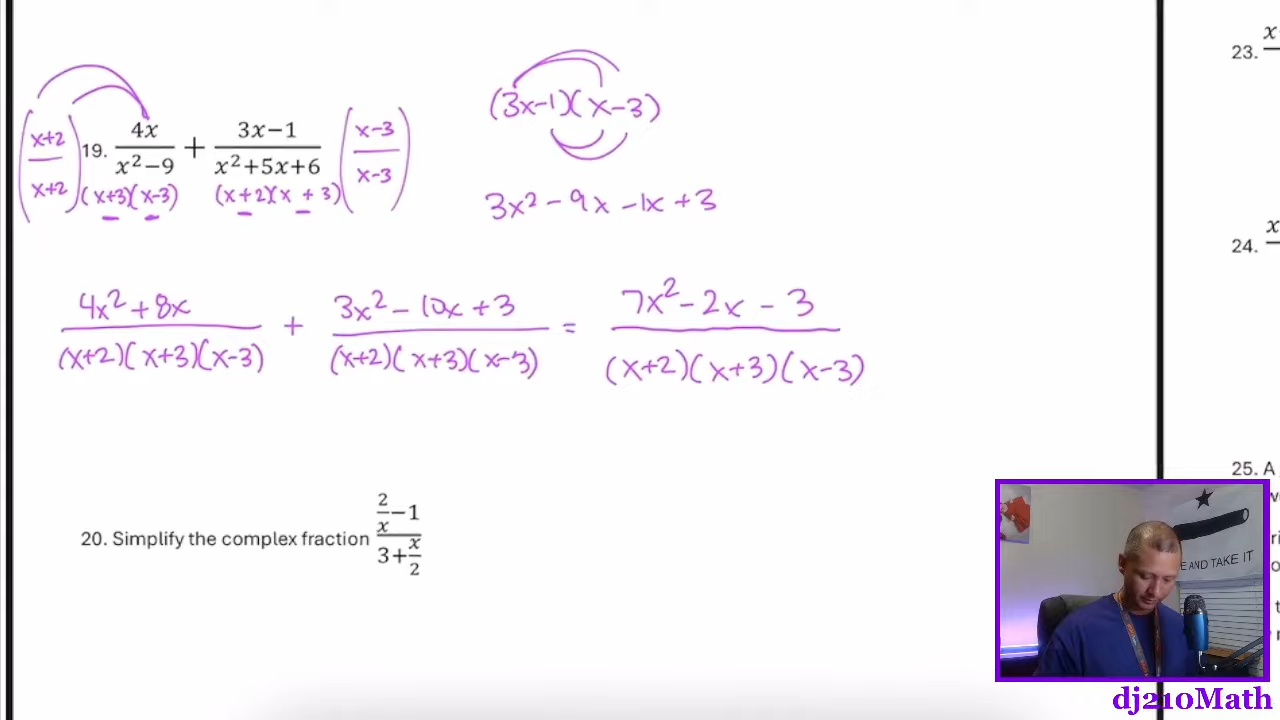 (x+2)/(x+2) 19. 4x/(x²−9) + (3x−1)/(x²+5x+6) (x−3)/(x−3)
(x+3)(x−3) (x+2)(x+3)
(3x−1)(x−3)
3x² − 9x − 1x + 3
(4x² + 8x)/((x+2)(x+3)(x−3)) + (3x² − 10x + 3)/((x+2)(x+3)(x−3)) = (7x² − 2x − 3)/((x+2)(x+3)(x−3))
20. Simplify the complex fraction (2/x − 1)/(3 + x/2)
23. x
24. x
25. A
E AND TAKE IT
dj210Math